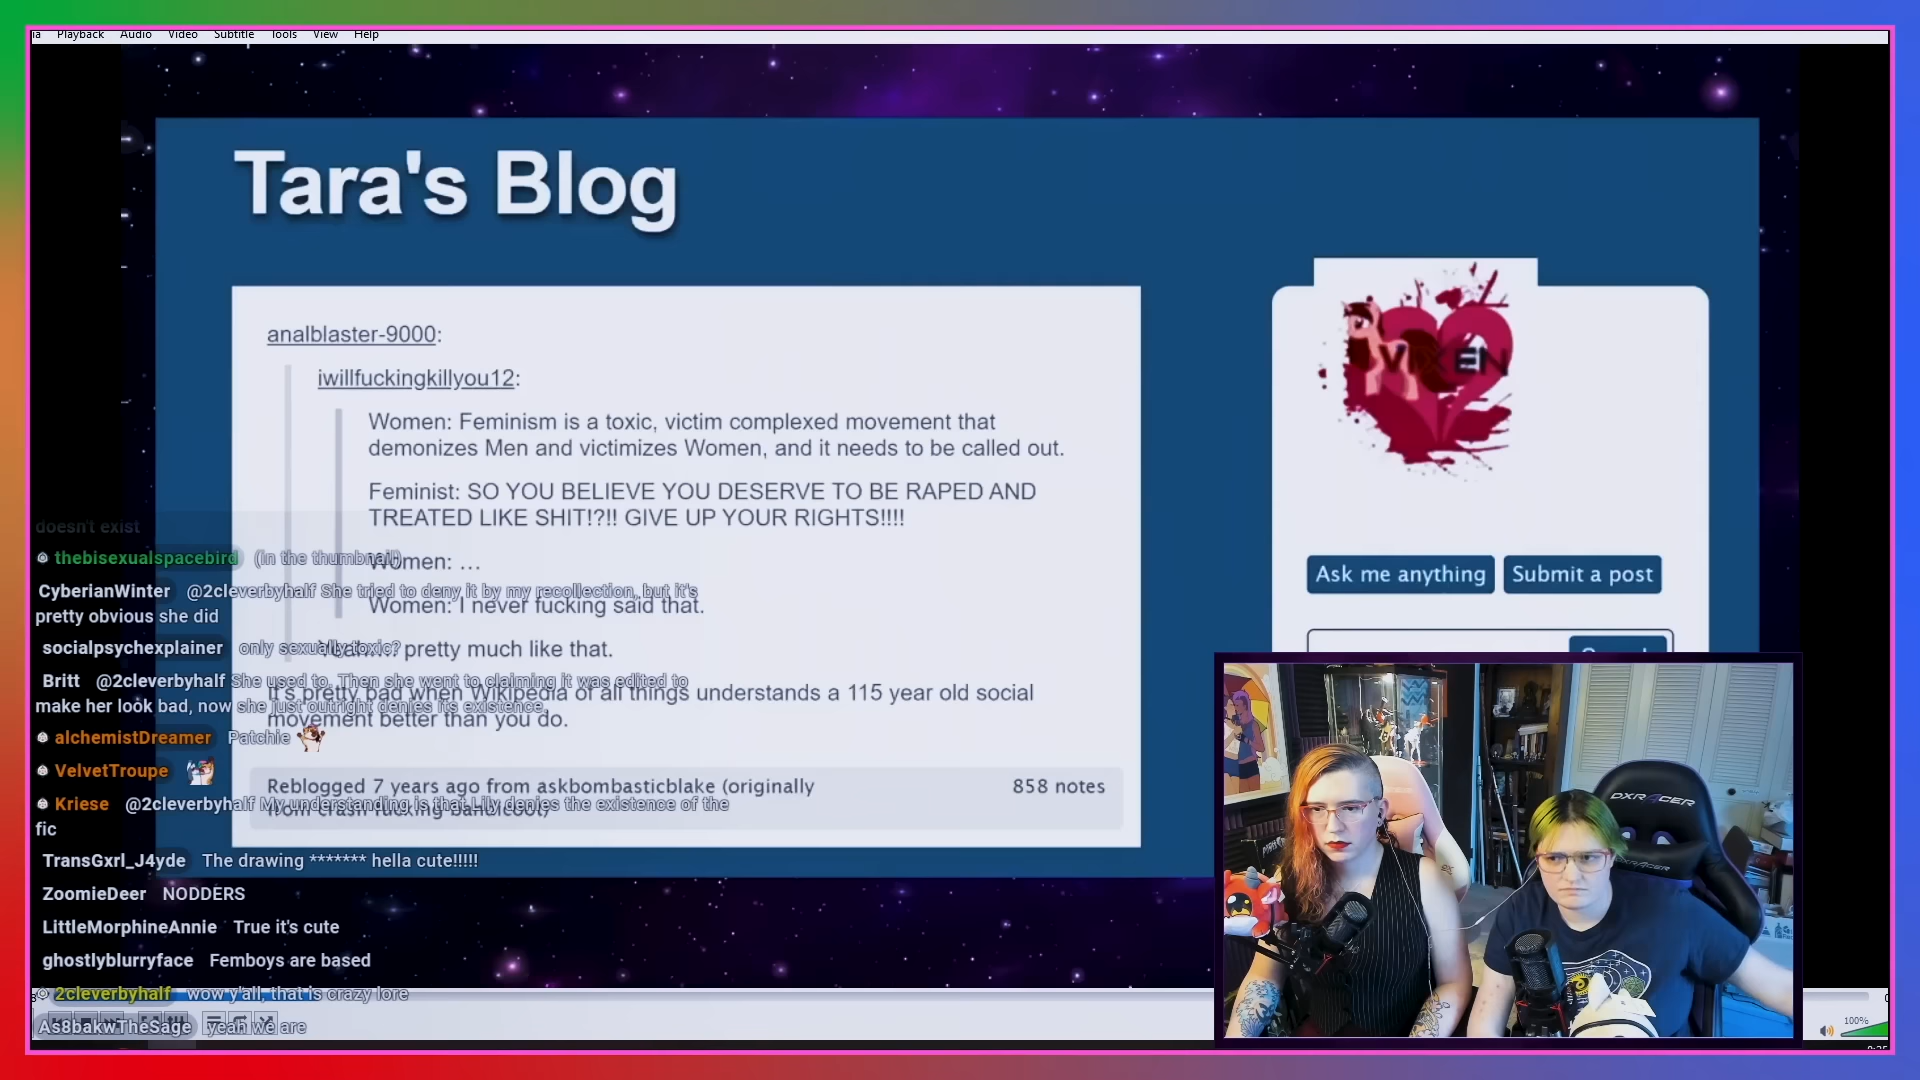 ia Playback Audio Video Subtitle Tools View Help
Tara's Blog
analblaster-9000:
iwillfuckingkillyou12:
Women: Feminism is a toxic, victim complexed movement that
demonizes Men and victimizes Women, and it needs to be called out.
Feminist: SO YOU BELIEVE YOU DESERVE TO BE RAPED AND
TREATED LIKE SHIT!?!! GIVE UP YOUR RIGHTS!!!!
Women: ...
Women: I never fucking said that.
pretty much like that.
It's pretty bad when Wikipedia of all things understands a 115 year old social
movement better than you do.
Reblogged 7 years ago from askbombasticblake (originally
from crash-fucking-bandicoot)
858 notes
VIXEN
Ask me anything
Submit a post
doesn't exist
thebisexualspacebird (In the thumbnail)
CyberianWinter @2cleverbyhalf She tried to deny it by my recollection, but it's
pretty obvious she did
socialpsychexplainer only sexually toxic?
Britt @2cleverbyhalf She used to. Then she went to claiming it was edited to
make her look bad, now she just outright denies its existence.
alchemistDreamer Patchie
VelvetTroupe
Kriese @2cleverbyhalf My understanding is that Lily denies the existence of the
fic
TransGxrl_J4yde The drawing ******* hella cute!!!!!
ZoomieDeer NODDERS
LittleMorphineAnnie True it's cute
ghostlyblurryface Femboys are based
2cleverbyhalf wow y'all, that is crazy lore
As8bakwTheSage yeah we are
DXRACER
DXRACER
100%